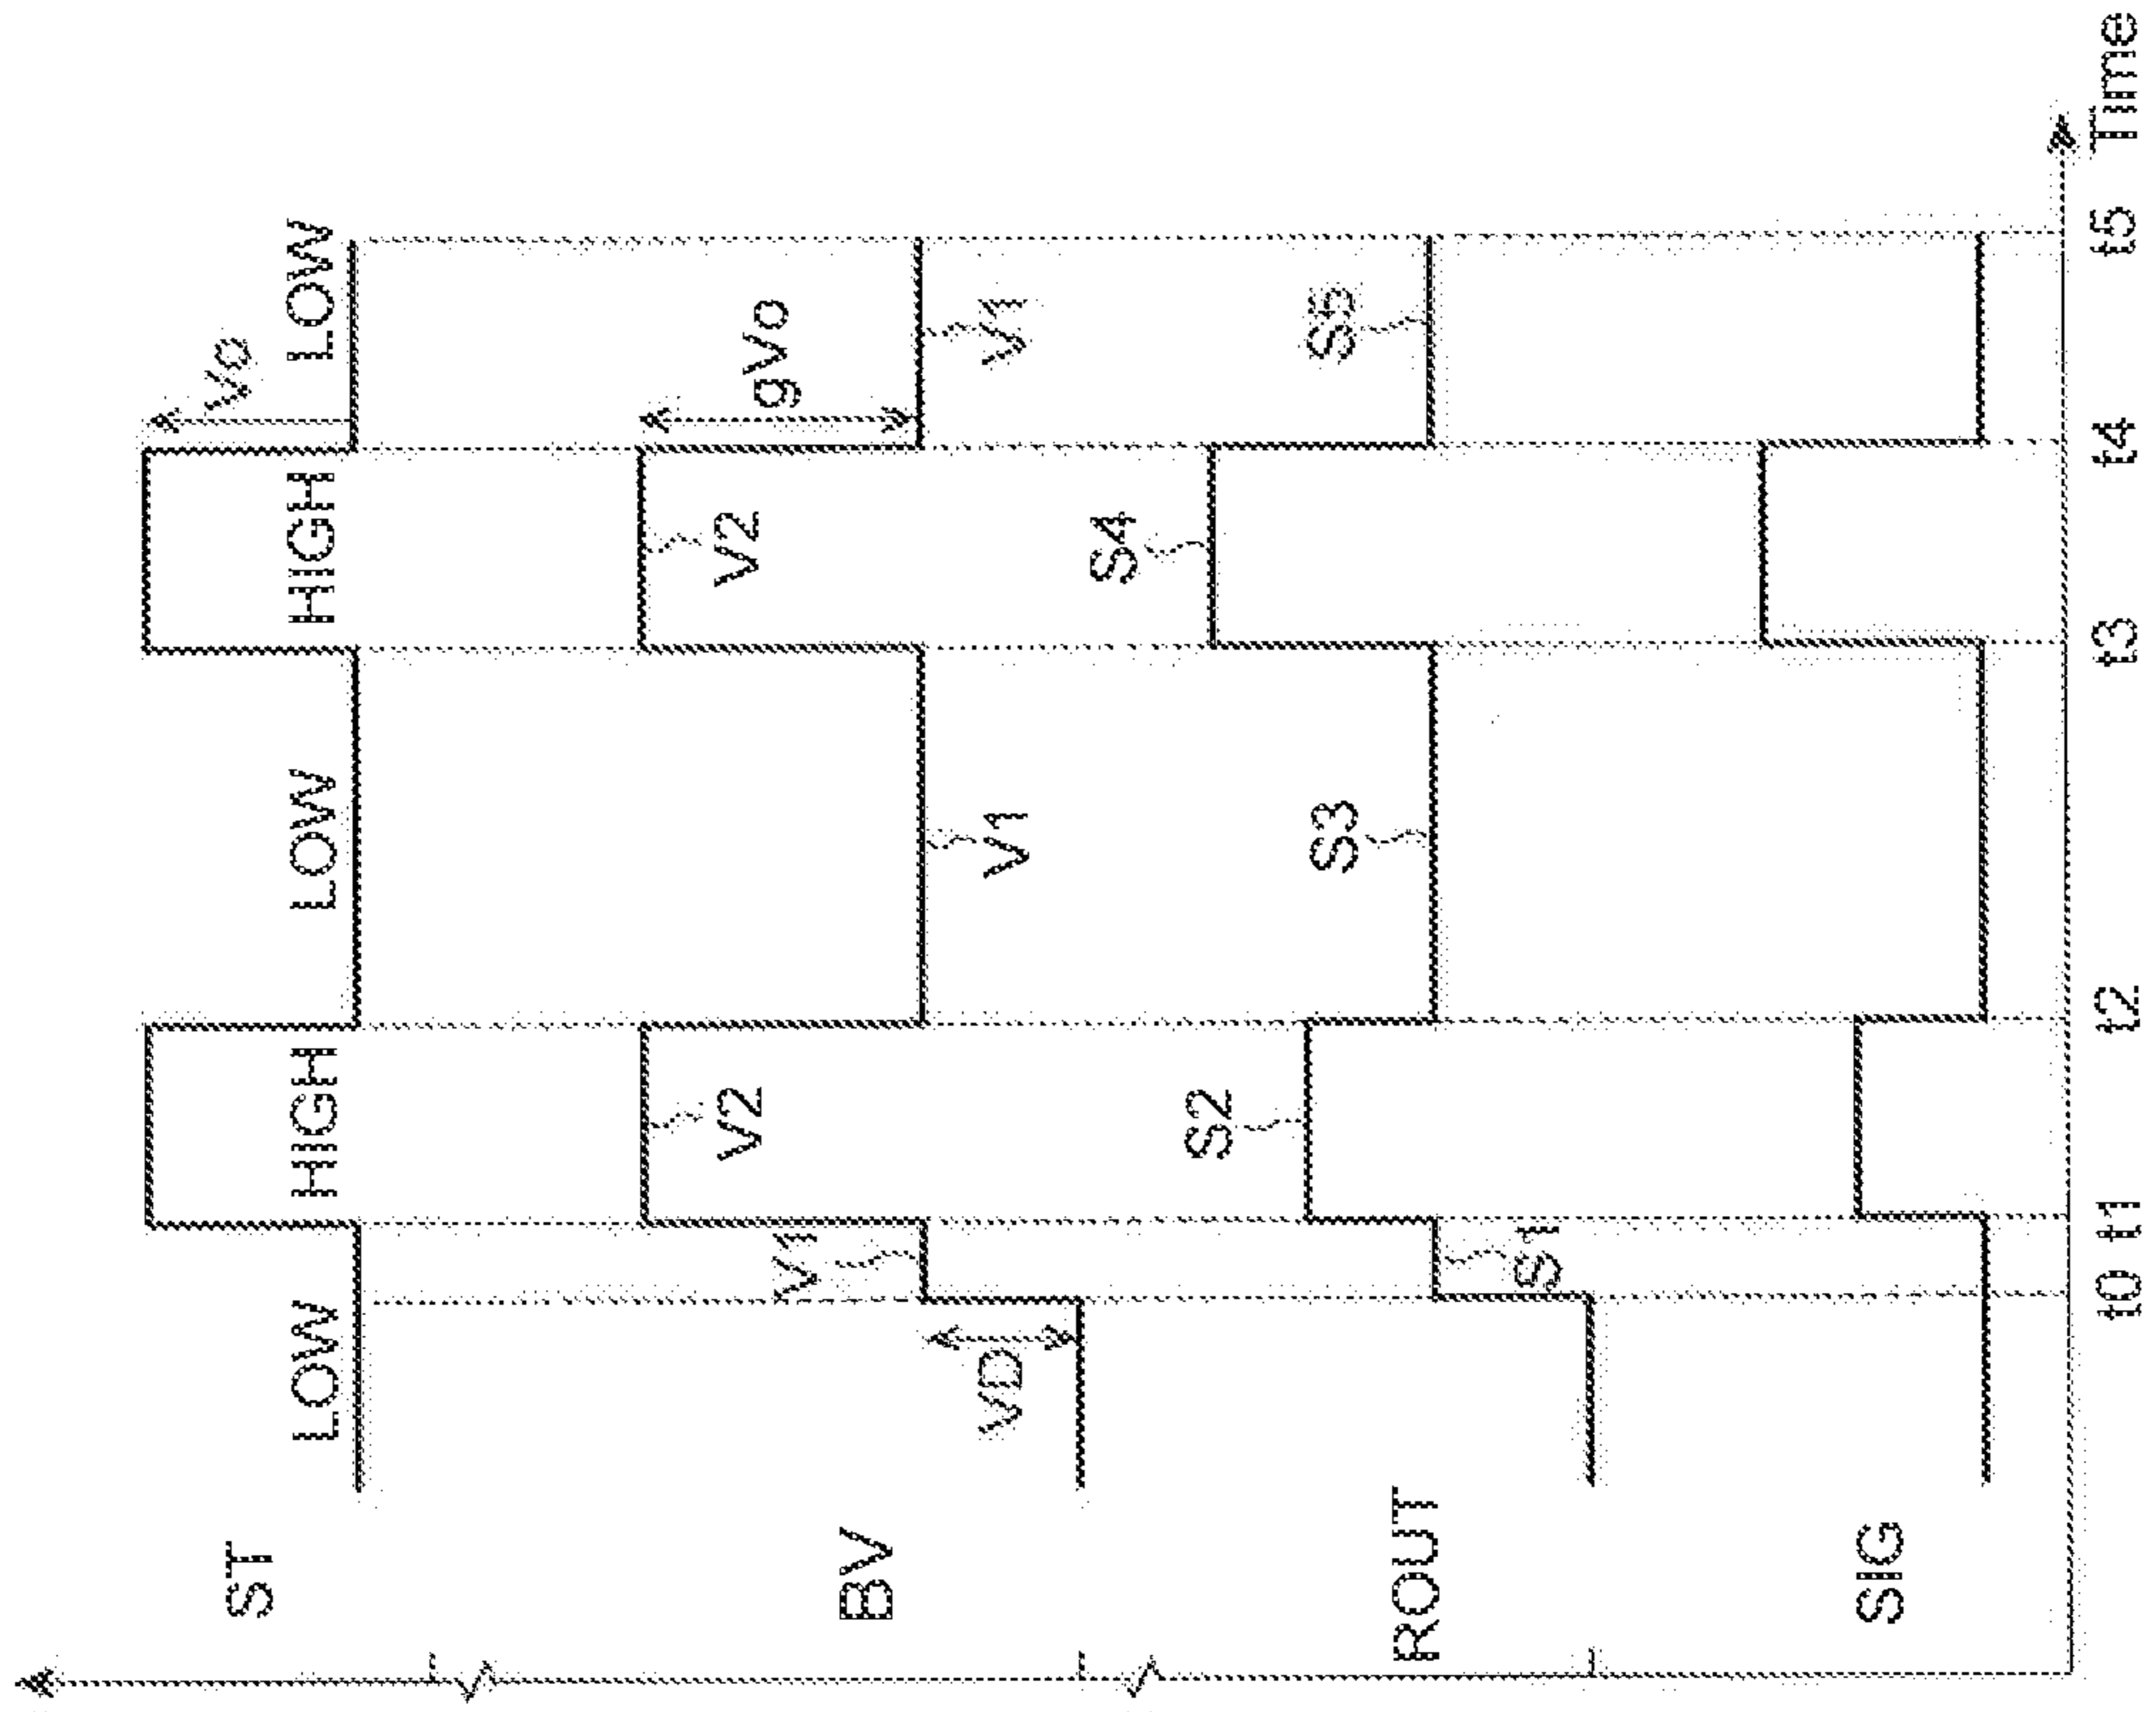 ST
LOW
HIGH
LOW
HIGH
LOW
Vo
BV
VD
V1
V2
V1
V2
gVo
V1
ROUT
S1
S2
S3
S4
S5
SIG
t0
t1
t2
t3
t4
t5
Time